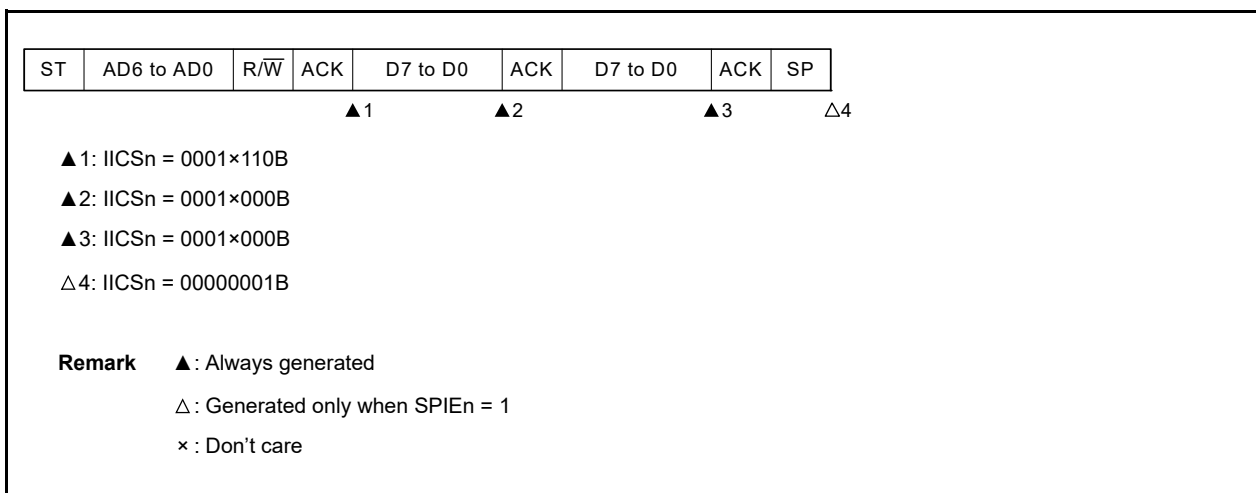 ST AD6 to AD0 R/W̅ ACK D7 to D0 ACK D7 to D0 ACK SP
▲1 ▲2 ▲3 △4
▲1: IICSn = 0001×110B
▲2: IICSn = 0001×000B
▲3: IICSn = 0001×000B
△4: IICSn = 00000001B
Remark ▲: Always generated
△: Generated only when SPIEn = 1
×: Don't care